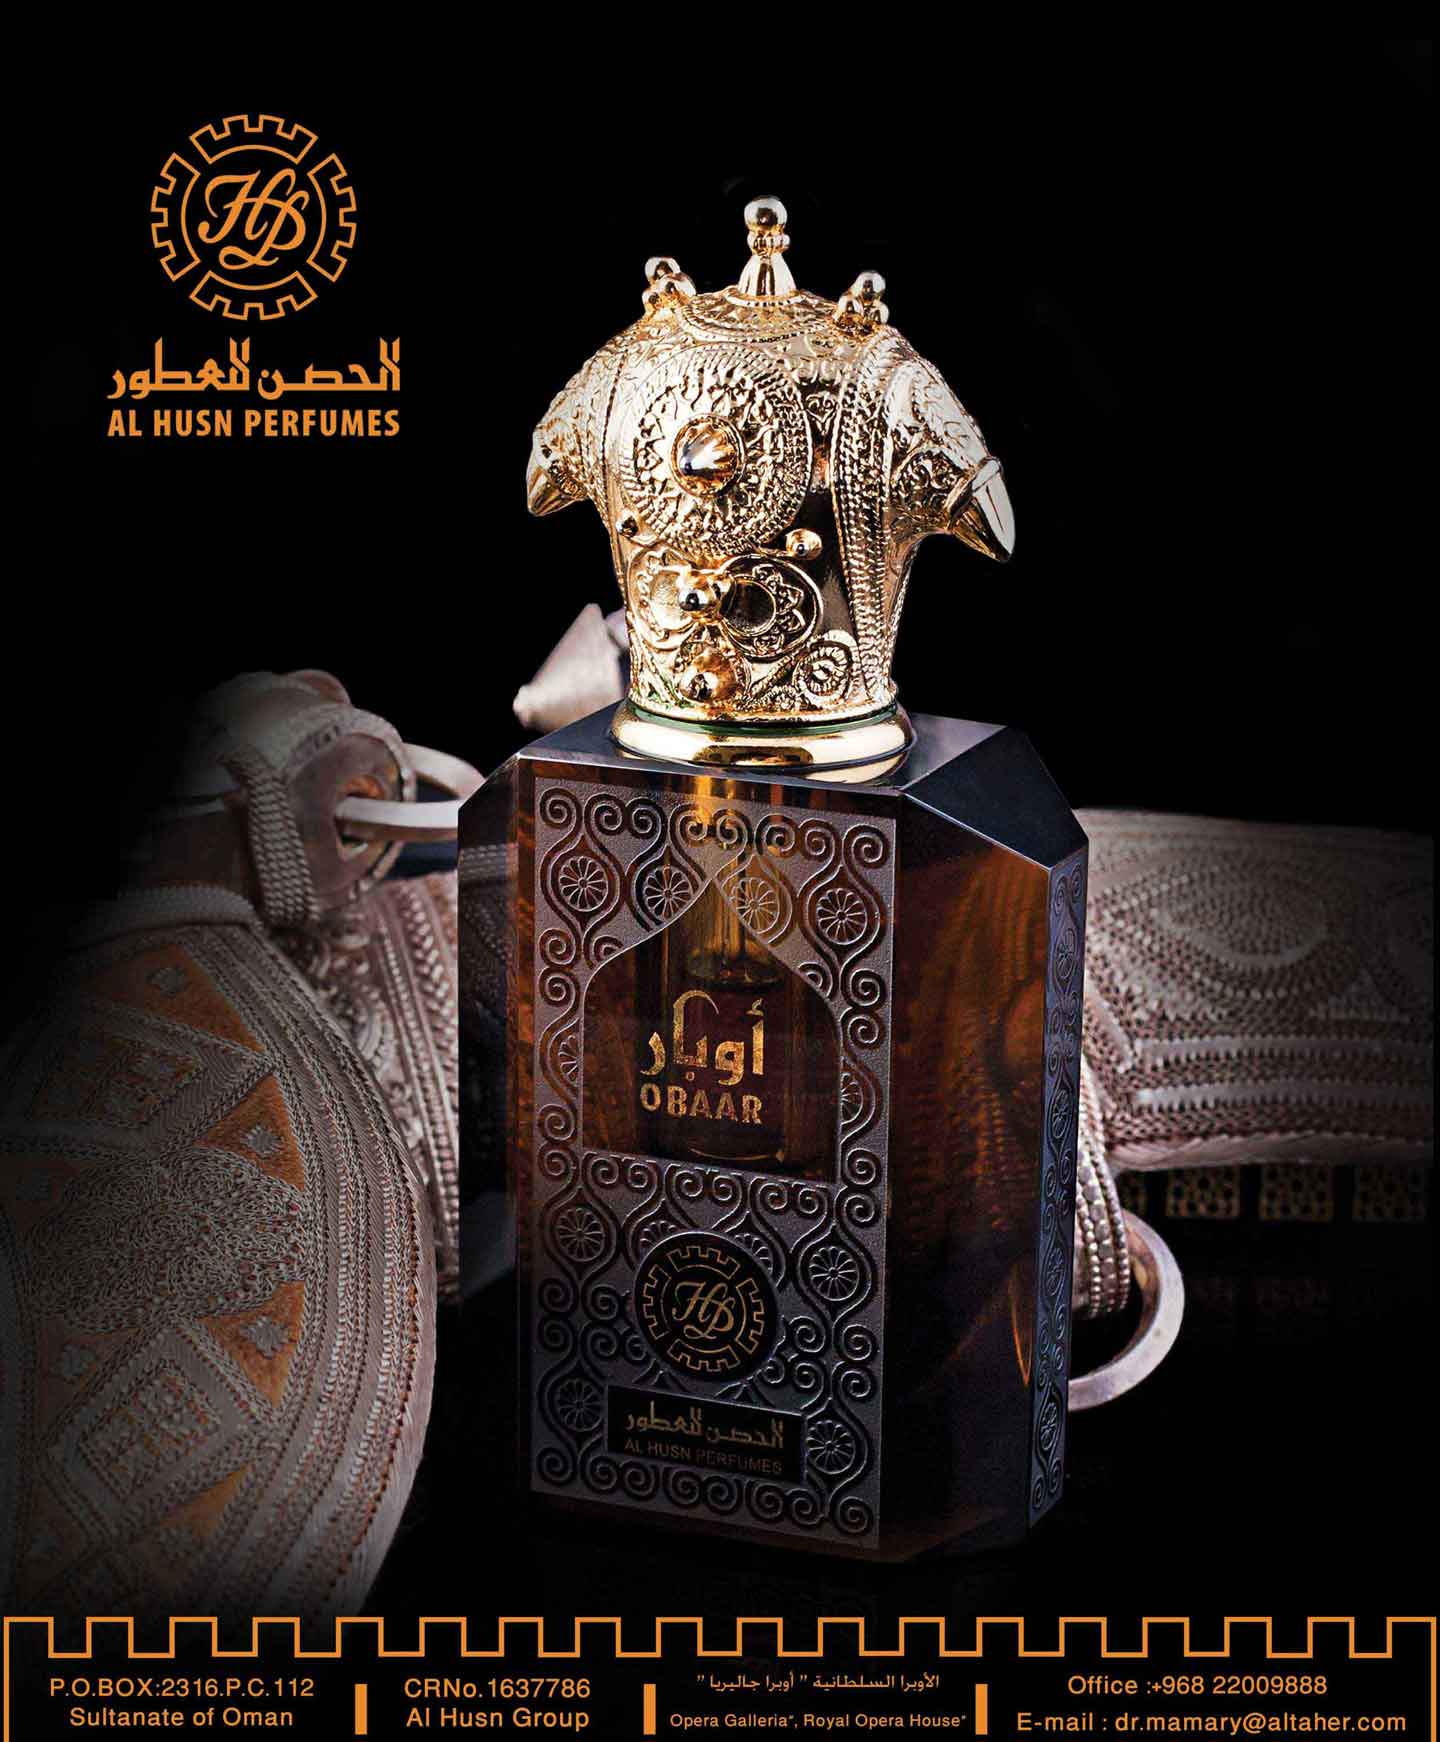 HP
الحصن للعطور
AL HUSN PERFUMES
أوبار
OBAAR
HP
الحصن للعطور
AL HUSN PERFUMES
P.O.BOX:2316.P.C.112
Sultanate of Oman
CRNo.1637786
Al Husn Group
الأوبرا السلطانية " أوبرا جاليريا "
Opera Galleria", Royal Opera House"
Office :+968 22009888
E-mail : dr.mamary@altaher.com